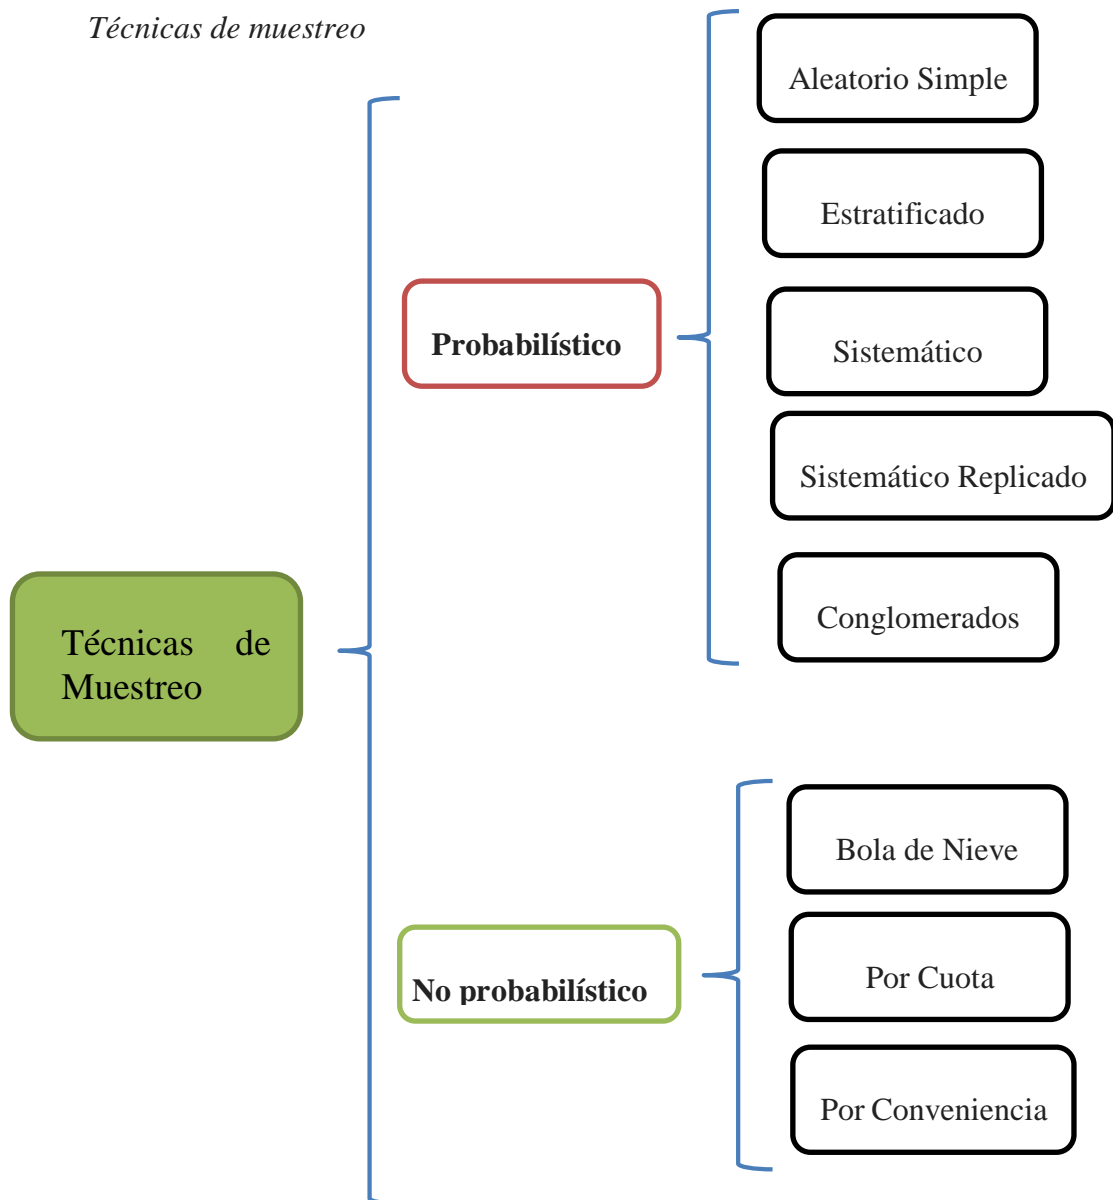 Técnicas de muestreo
Aleatorio Simple
Estratificado
Probabilístico
Sistemático
Sistemático Replicado
Técnicas de
Muestreo
Conglomerados
Bola de Nieve
No probabilístico
Por Cuota
Por Conveniencia